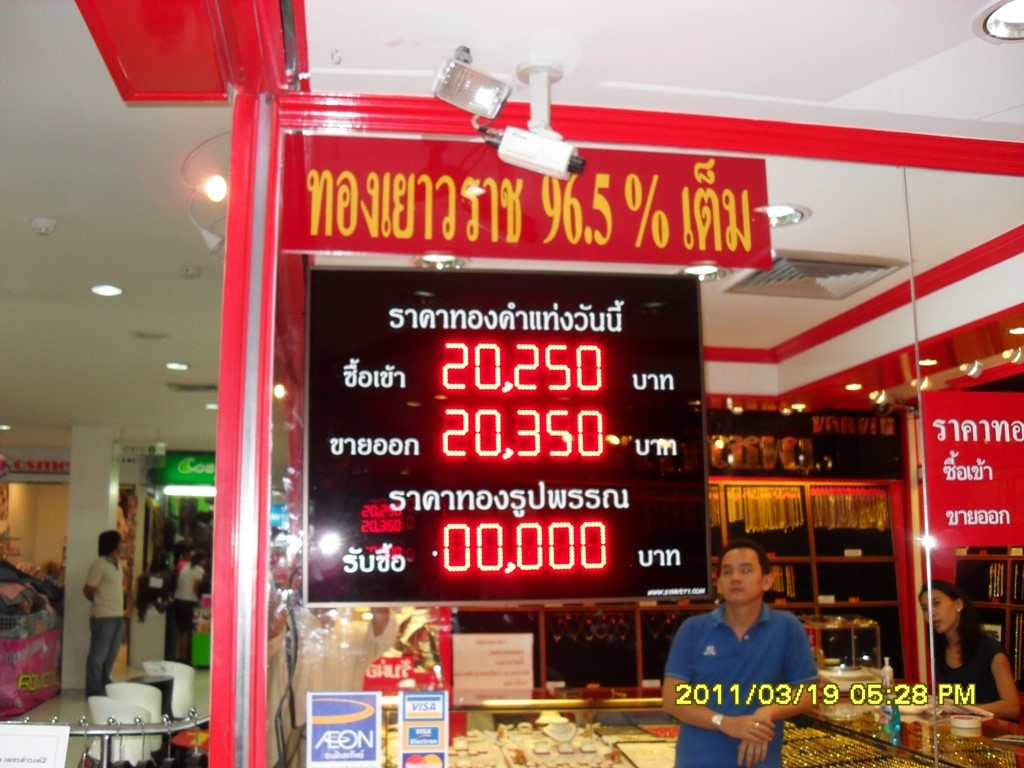 ทองเยาวราช 96.5 % เต็ม
ราคาทองคำแท่งวันนี้
ซื้อเข้า 20,250 บาท
ขายออก 20,350 บาท
ราคาทองรูปพรรณ
รับซื้อ 00,000 บาท
20,350
ราคาทอ
ซื้อเข้า
ขายออก
AEON
VISA
VISA
Electron
2011/03/19 05:28 PM